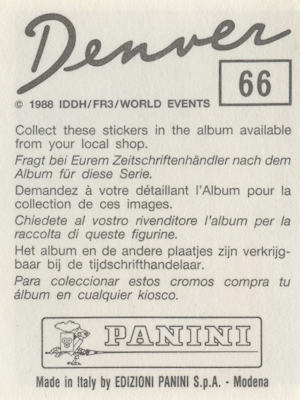 Denver
66
© 1988 IDDH/FR3/WORLD EVENTS
Collect these stickers in the album available
from your local shop.
Fragt bei Eurem Zeitschriftenhändler nach dem
Album für diese Serie.
Demandez à votre détaillant l'Album pour la
collection de ces images.
Chiedete al vostro rivenditore l'album per la
raccolta di queste figurine.
Het album en de andere plaatjes zijn verkrijg-
baar bij de tijdschrifthandelaar.
Para coleccionar estos cromos compra tu
álbum en cualquier kiosco.
PANINI
Made in Italy by EDIZIONI PANINI S.p.A. - Modena